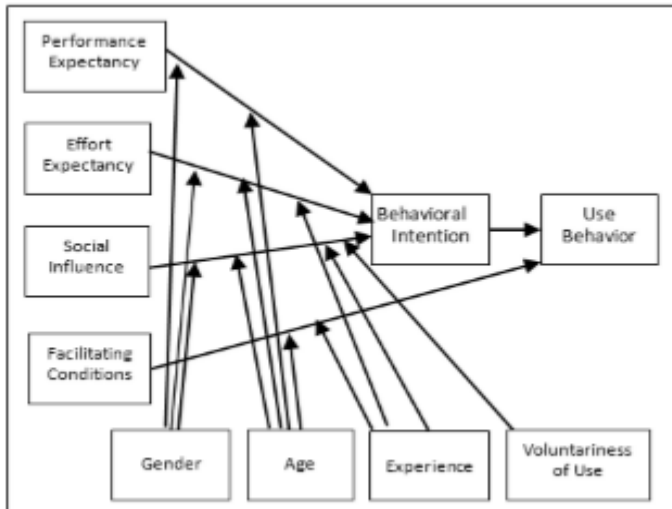 Performance
Expectancy
Effort
Expectancy
Social
Influence
Facilitating
Conditions
Behavioral
Intention
Use
Behavior
Gender
Age
Experience
Voluntariness
of Use